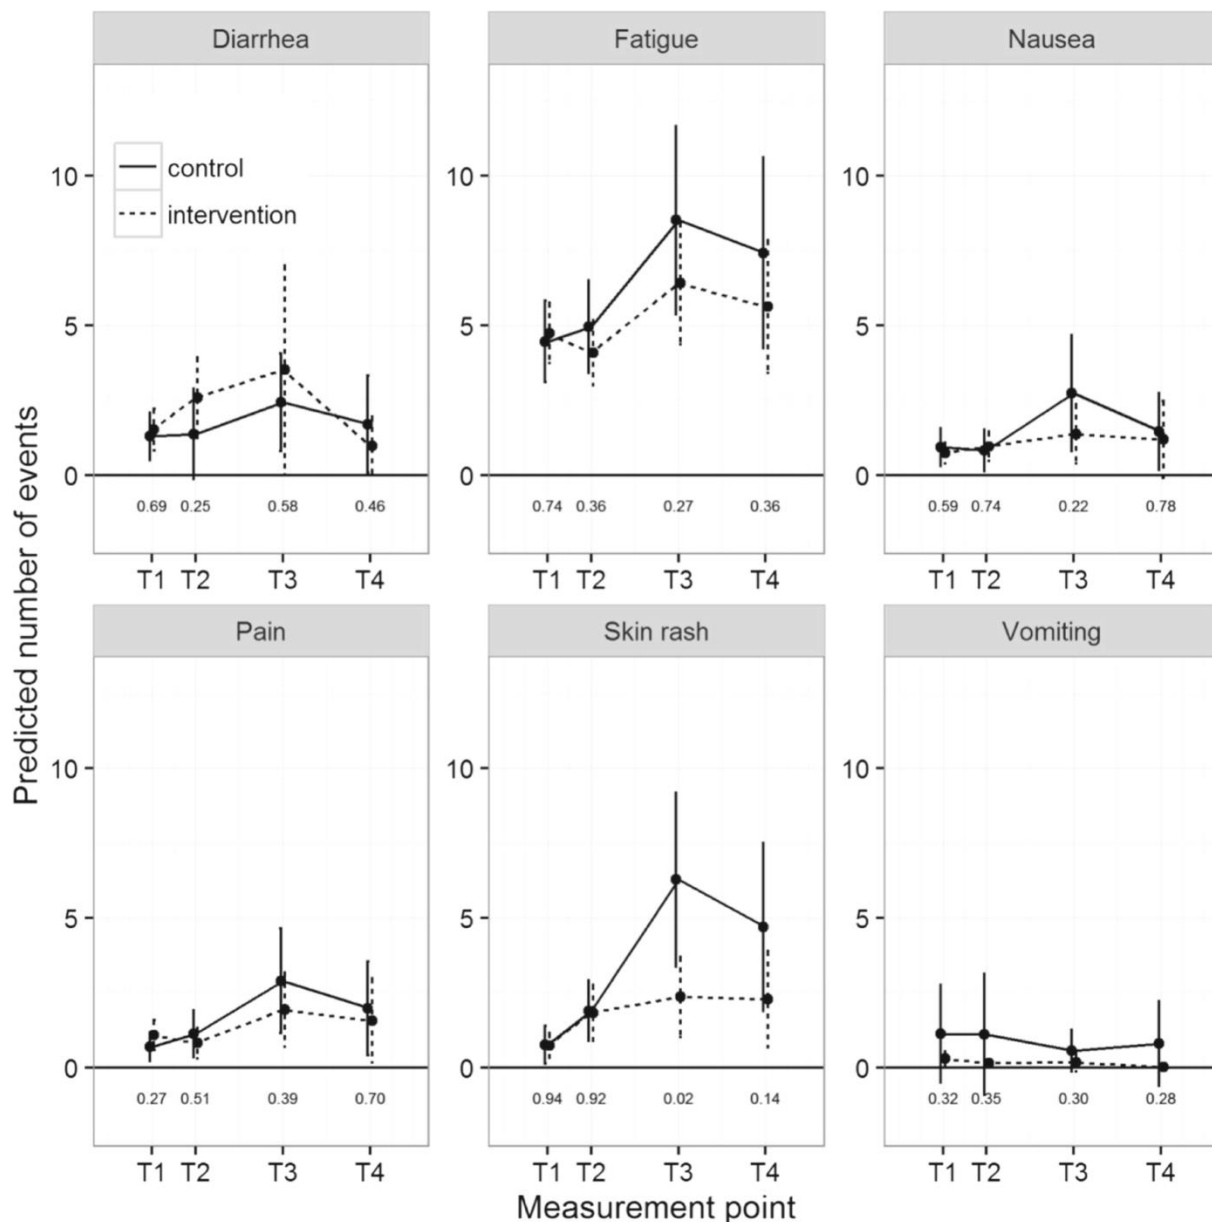 Diarrhea Fatigue Nausea
control
intervention
10 10 10
5 5 5
0 0 0
0.69 0.25 0.58 0.46 0.74 0.36 0.27 0.36 0.59 0.74 0.22 0.78
T1 T2 T3 T4 T1 T2 T3 T4 T1 T2 T3 T4
Predicted number of events
Pain Skin rash Vomiting
10 10 10
5 5 5
0 0 0
0.27 0.51 0.39 0.70 0.94 0.92 0.02 0.14 0.32 0.35 0.30 0.28
T1 T2 T3 T4 T1 T2 T3 T4 T1 T2 T3 T4
Measurement point